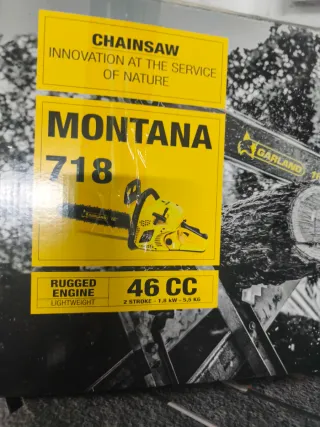 CHAINSAW
INNOVATION AT THE SERVICE
OF NATURE
MONTANA
718
GARLAND
RUGGED
ENGINE
LIGHTWEIGHT
46 CC
2 STROKE - 1,8 kW - 5,5 KG